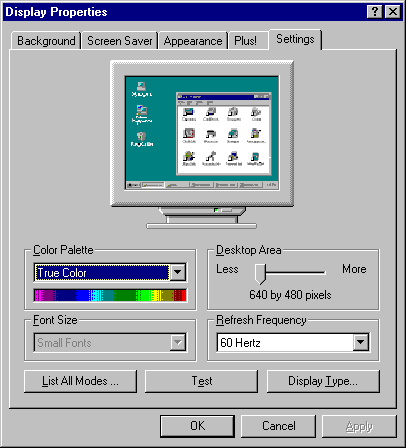 Display Properties
Background Screen Saver Appearance Plus! Settings
Color Palette
True Color
Desktop Area
Less More
640 by 480 pixels
Font Size
Small Fonts
Refresh Frequency
60 Hertz
List All Modes ... Test Display Type...
OK Cancel Apply